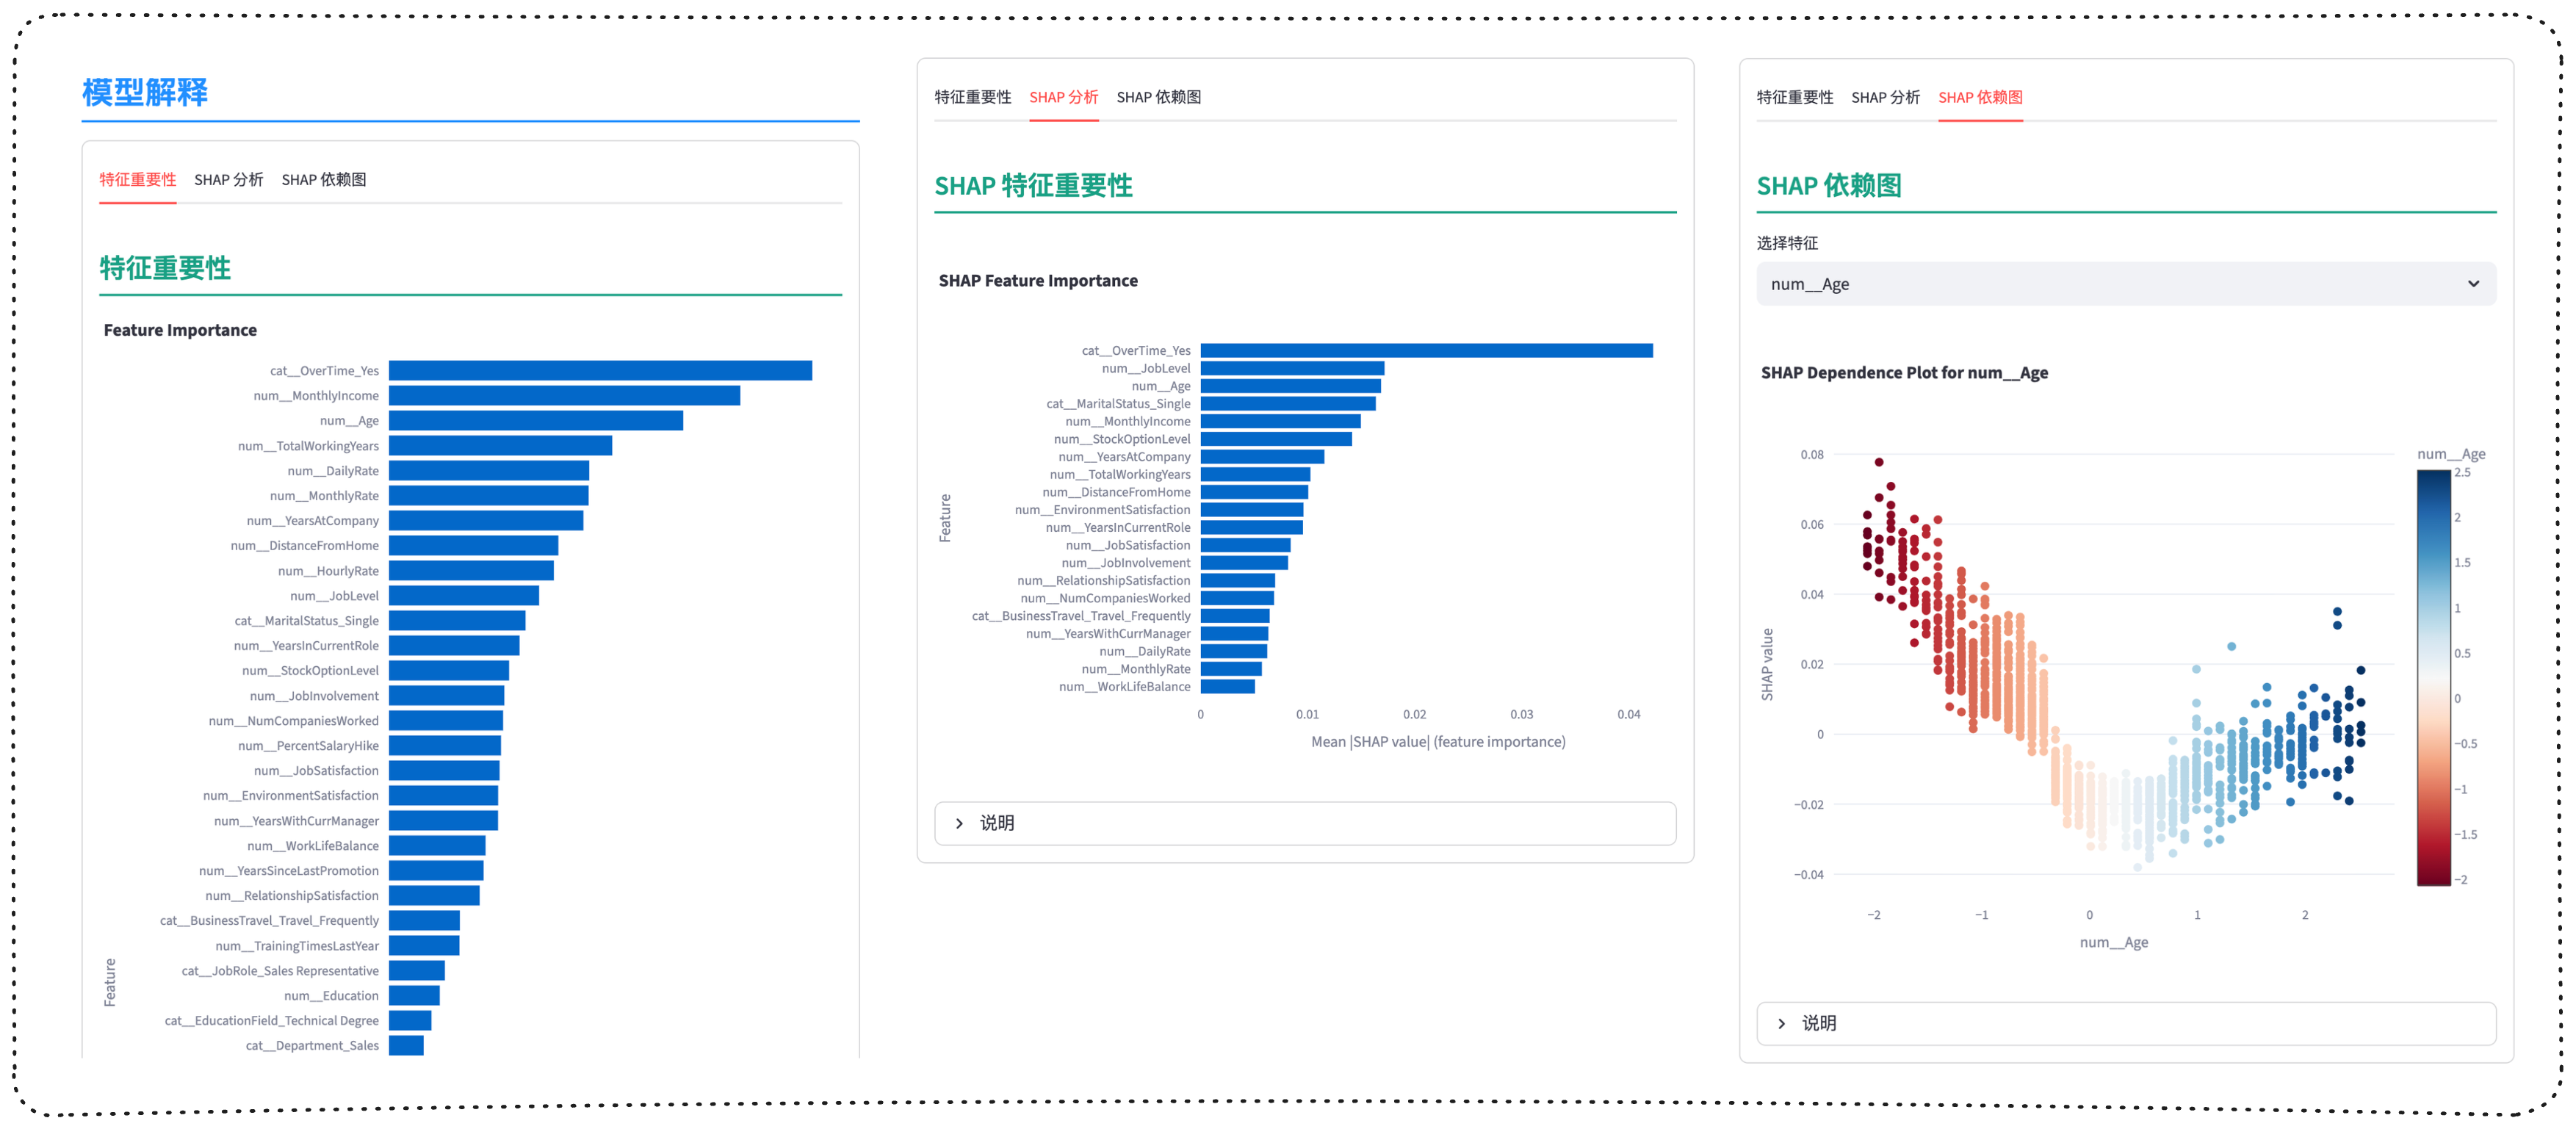 模型解释
特征重要性 SHAP 分析 SHAP 依赖图
特征重要性
Feature Importance
cat__OverTime_Yes
num__MonthlyIncome
num__Age
num__TotalWorkingYears
num__DailyRate
num__MonthlyRate
num__YearsAtCompany
num__DistanceFromHome
num__HourlyRate
num__JobLevel
cat__MaritalStatus_Single
num__YearsInCurrentRole
num__StockOptionLevel
num__JobInvolvement
num__NumCompaniesWorked
num__PercentSalaryHike
num__JobSatisfaction
num__EnvironmentSatisfaction
num__YearsWithCurrManager
num__WorkLifeBalance
num__YearsSinceLastPromotion
num__RelationshipSatisfaction
cat__BusinessTravel_Travel_Frequently
num__TrainingTimesLastYear
cat__JobRole_Sales Representative
num__Education
cat__EducationField_Technical Degree
cat__Department_Sales
Feature
特征重要性 SHAP 分析 SHAP 依赖图
SHAP 特征重要性
SHAP Feature Importance
cat__OverTime_Yes
num__JobLevel
num__Age
cat__MaritalStatus_Single
num__MonthlyIncome
num__StockOptionLevel
num__YearsAtCompany
num__TotalWorkingYears
num__DistanceFromHome
num__EnvironmentSatisfaction
num__YearsInCurrentRole
num__JobSatisfaction
num__JobInvolvement
num__RelationshipSatisfaction
num__NumCompaniesWorked
cat__BusinessTravel_Travel_Frequently
num__YearsWithCurrManager
num__DailyRate
num__MonthlyRate
num__WorkLifeBalance
Feature
0 0.01 0.02 0.03 0.04
Mean |SHAP value| (feature importance)
说明
特征重要性 SHAP 分析 SHAP 依赖图
SHAP 依赖图
选择特征
num__Age
SHAP Dependence Plot for num__Age
0.08
0.06
0.04
0.02
0
−0.02
−0.04
SHAP value
−2 −1 0 1 2
num__Age
num__Age
2.5
2
1.5
1
0.5
0
−0.5
−1
−1.5
−2
说明